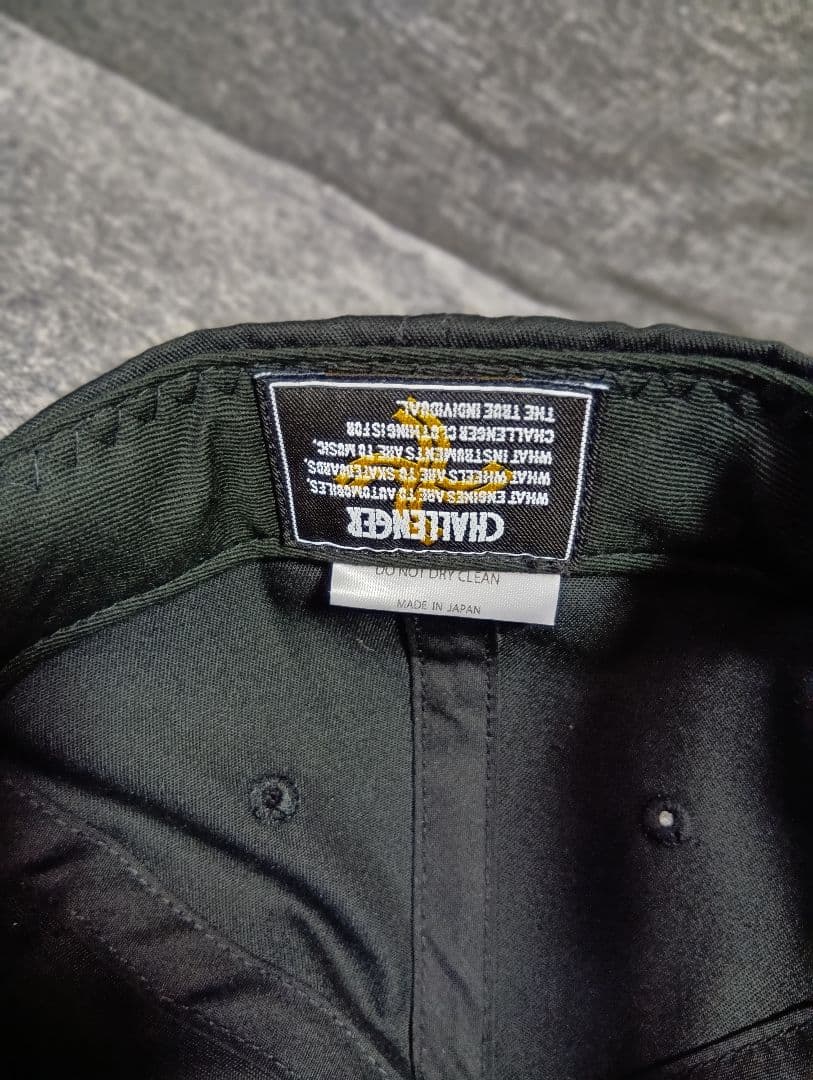 CHALLENGER
WHAT ENGINES ARE TO AUTOMOBILES,
WHAT WHEELS ARE TO SKATEBOARDS,
WHAT INSTRUMENTS ARE TO MUSIC,
CHALLENGER CLOTHING IS FOR
THE TRUE INDIVIDUAL
DO NOT DRY CLEAN
MADE IN JAPAN